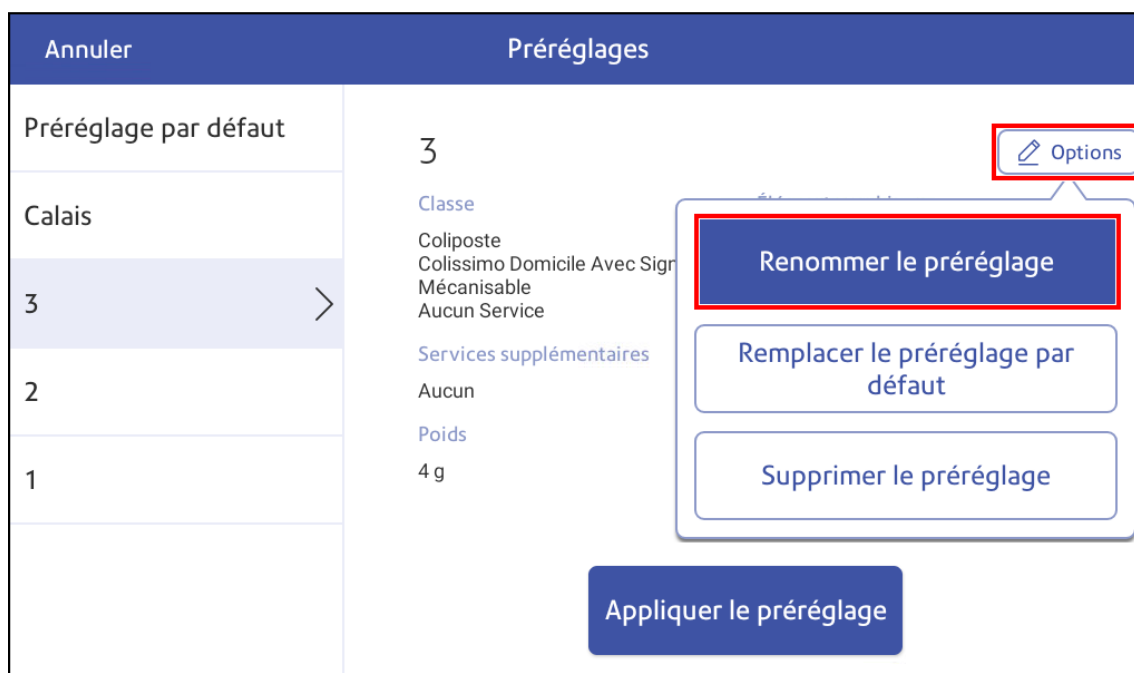 Annuler
Préréglages
Préréglage par défaut
Calais
3
2
1
3
Options
Classe
Coliposte
Colissimo Domicile Avec
Mécanisable
Aucun Service
Services supplémentaires
Aucun
Poids
4 g
Renommer le préréglage
Remplacer le préréglage par
défaut
Supprimer le préréglage
Appliquer le préréglage